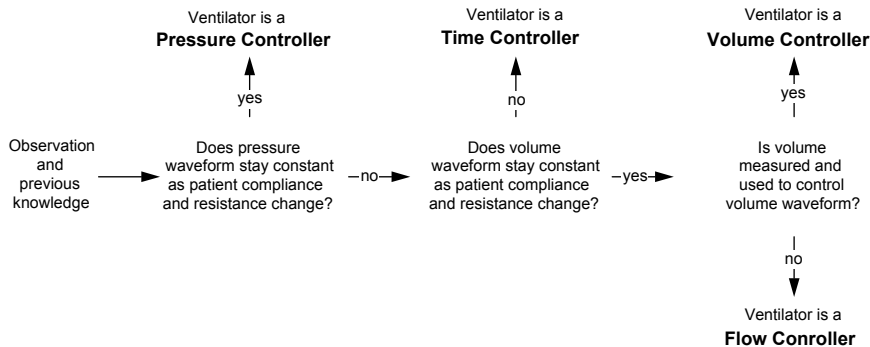 Ventilator is a
Pressure Controller
Ventilator is a
Time Controller
Ventilator is a
Volume Controller
yes
no
yes
Observation
and
previous
knowledge
Does pressure
waveform stay constant
as patient compliance
and resistance change?
no
Does volume
waveform stay constant
as patient compliance
and resistance change?
yes
Is volume
measured and
used to control
volume waveform?
no
Ventilator is a
Flow Conroller